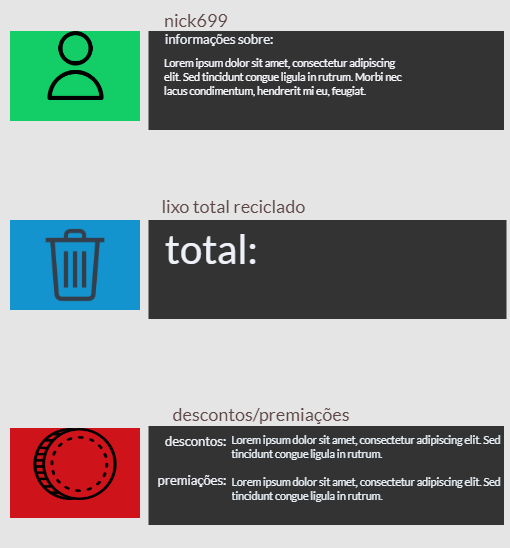 nick699
informações sobre:
Lorem ipsum dolor sit amet, consectetur adipiscing
elit. Sed tincidunt congue ligula in rutrum. Morbi nec
lacus condimentum, hendrerit mi eu, feugiat.
lixo total reciclado
total:
descontos/premiações
descontos: Lorem ipsum dolor sit amet, consectetur adipiscing elit. Sed
tincidunt congue ligula in rutrum.
premiações: Lorem ipsum dolor sit amet, consectetur adipiscing elit. Sed
tincidunt congue ligula in rutrum.